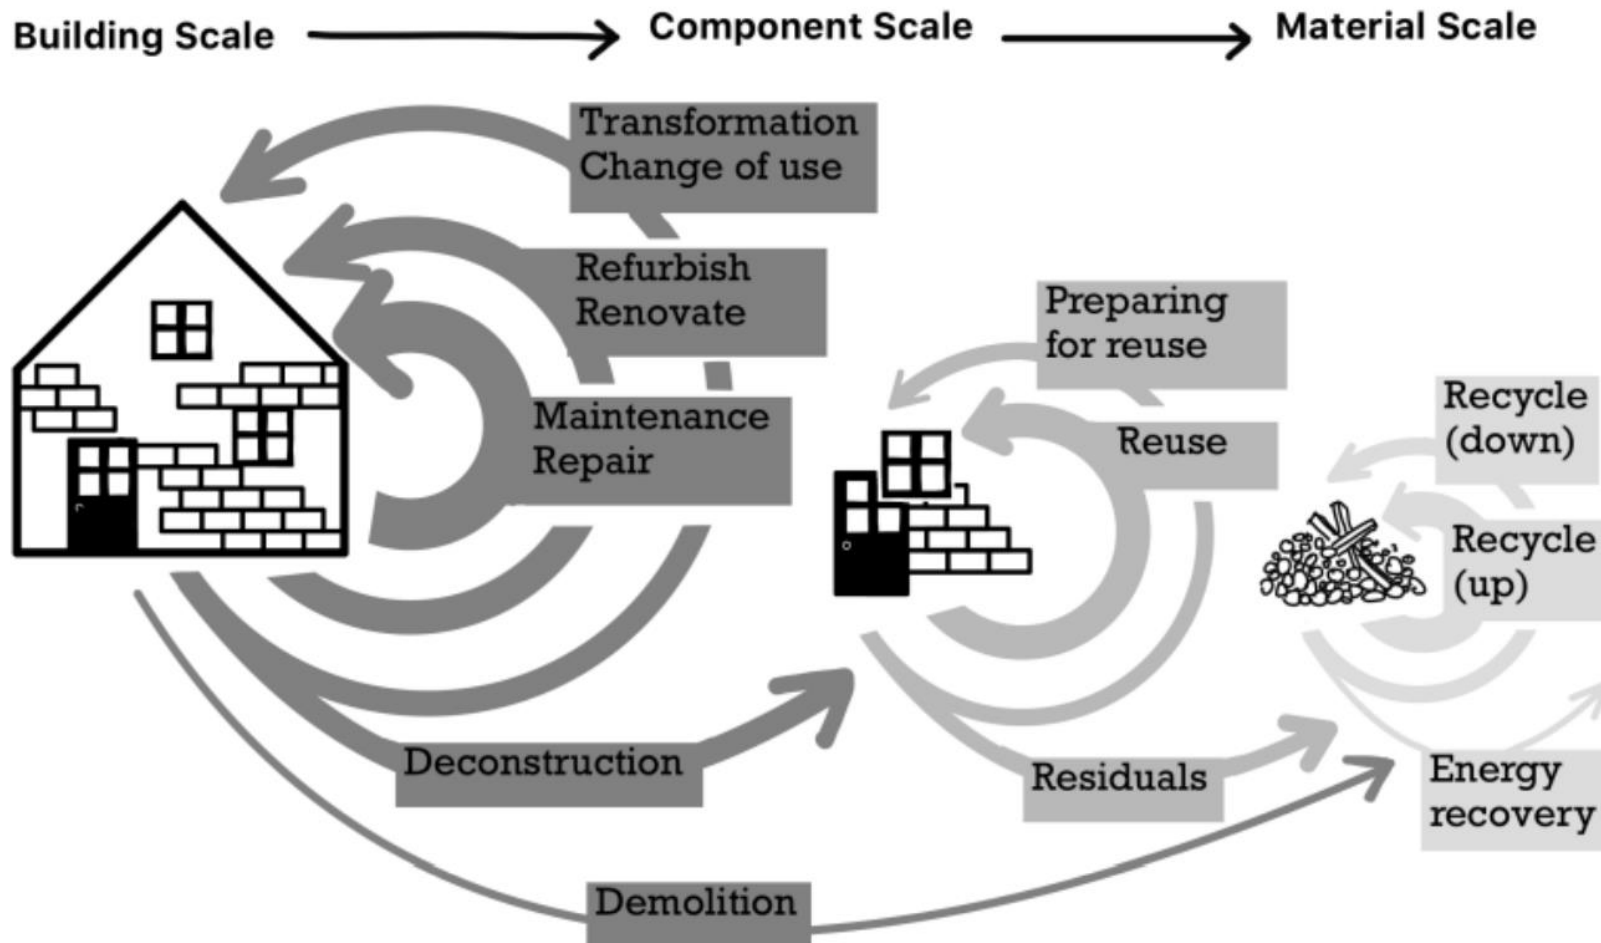 Building Scale
Component Scale
Material Scale
Transformation
Change of use
Refurbish
Renovate
Maintenance
Repair
Deconstruction
Demolition
Preparing
for reuse
Reuse
Residuals
Recycle
(down)
Recycle
(up)
Energy
recovery